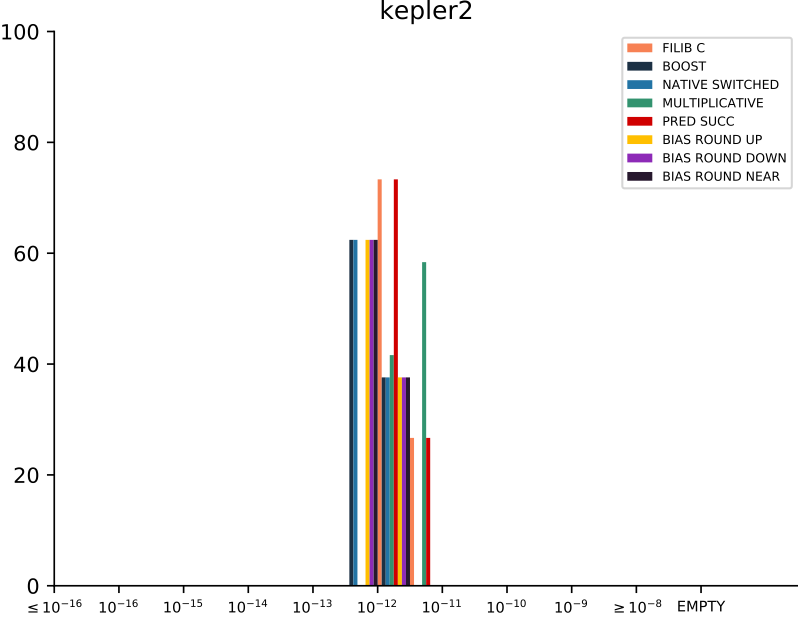 kepler2
100
80
60
40
20
0
FILIB C
BOOST
NATIVE SWITCHED
MULTIPLICATIVE
PRED SUCC
BIAS ROUND UP
BIAS ROUND DOWN
BIAS ROUND NEAR
≤ 10⁻¹⁶ 10⁻¹⁶ 10⁻¹⁵ 10⁻¹⁴ 10⁻¹³ 10⁻¹² 10⁻¹¹ 10⁻¹⁰ 10⁻⁹ ≥ 10⁻⁸ EMPTY